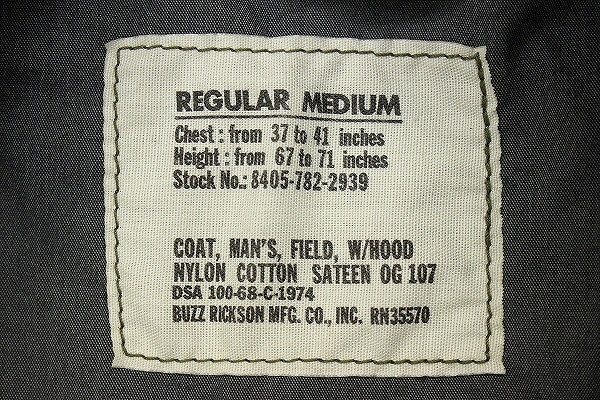 REGULAR MEDIUM
Chest : from 37 to 41 inches
Height : from 67 to 71 inches
Stock No.: 8405-782-2939
COAT, MAN'S, FIELD, W/HOOD
NYLON COTTON SATEEN OG 107
DSA 100-68-C-1974
BUZZ RICKSON MFG. CO., INC. RN35570